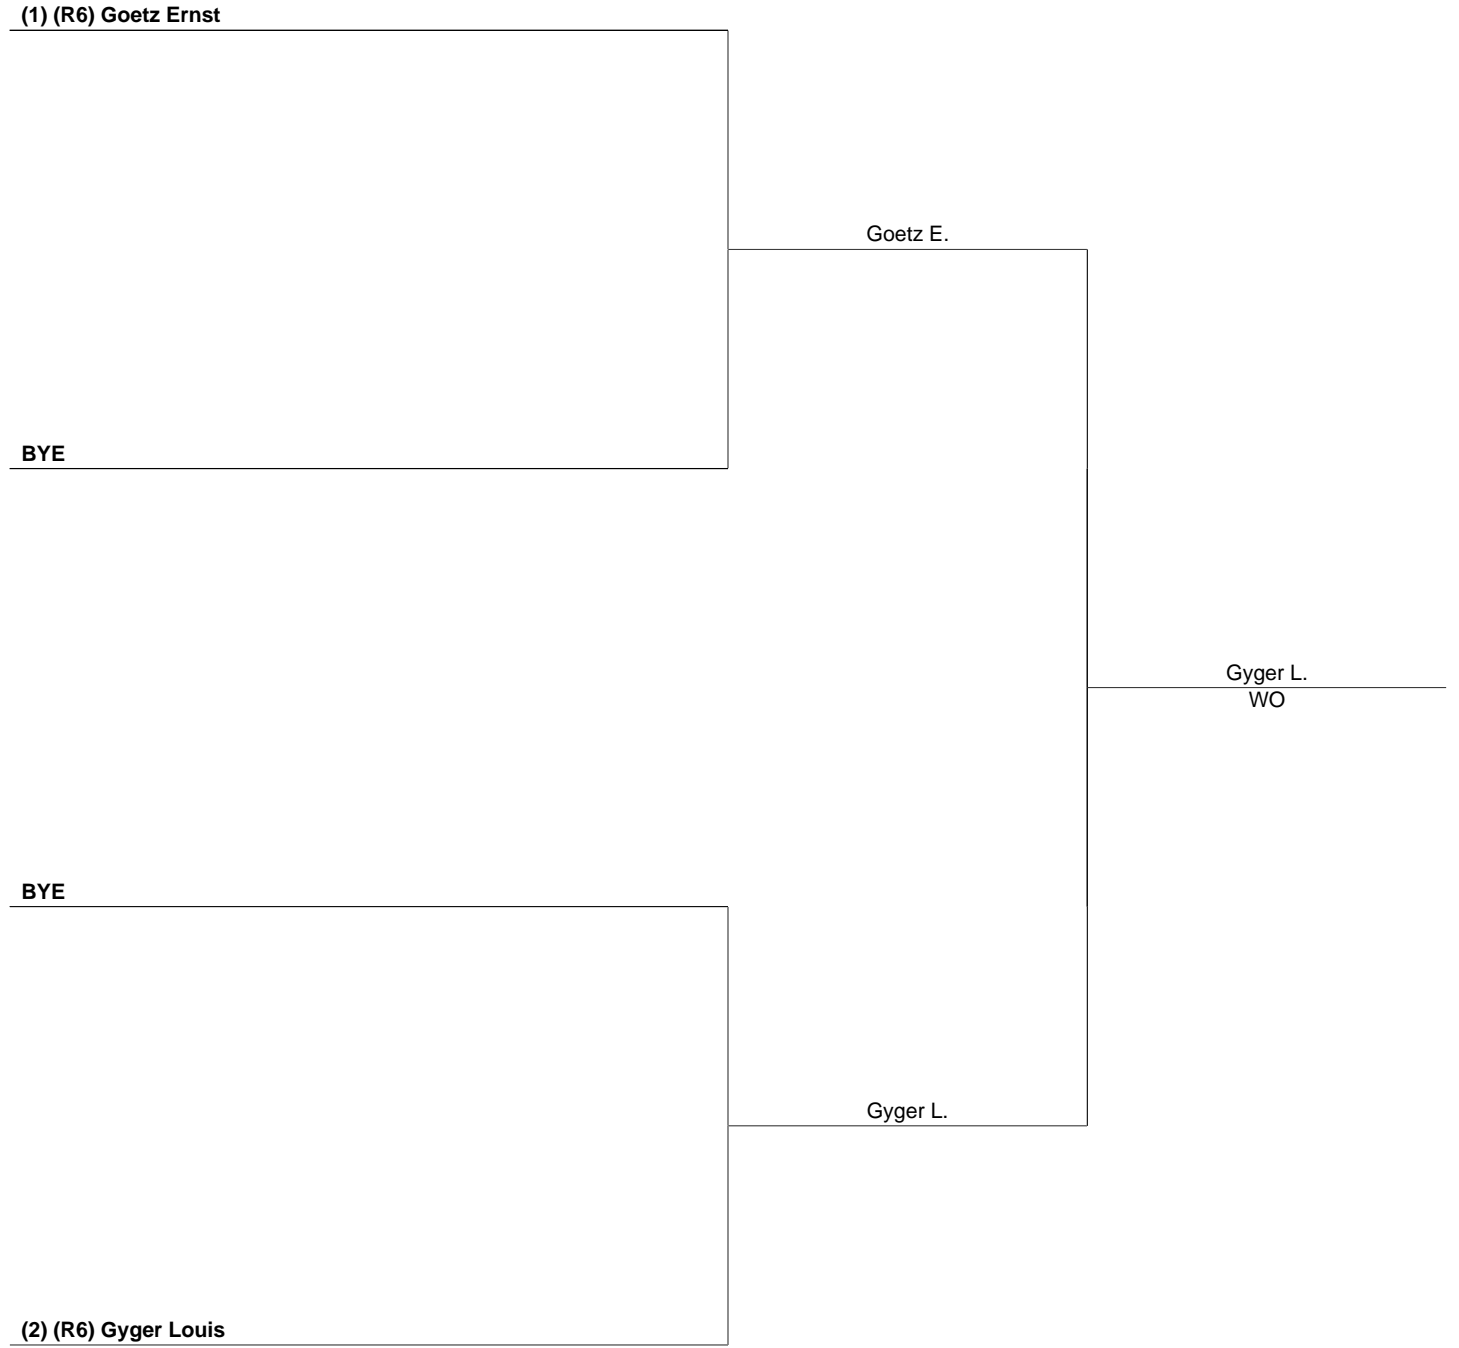 (1) (R6) Goetz Ernst
Goetz E.
BYE
Gyger L.
WO
BYE
Gyger L.
(2) (R6) Gyger Louis